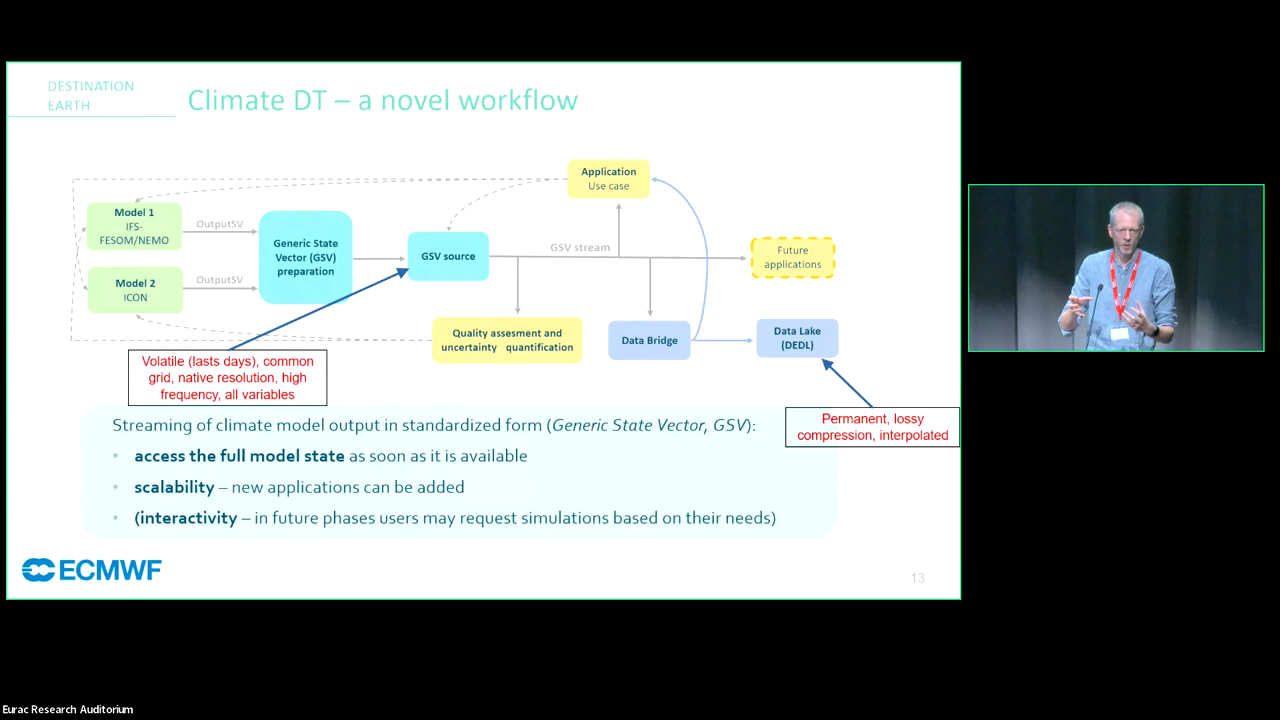 DESTINATION
EARTH
Climate DT – a novel workflow
Application
Use case
Model 1
IFS-
FESOM/NEMO
OutputSV
Generic State
Vector (GSV)
preparation
GSV source
GSV stream
Future
applications
Model 2
ICON
OutputSV
Quality assesment and
uncertainty quantification
Data Bridge
Data Lake
(DEDL)
Volatile (lasts days), common
grid, native resolution, high
frequency, all variables
Permanent, lossy
compression, interpolated
Streaming of climate model output in standardized form (Generic State Vector, GSV):
• access the full model state as soon as it is available
• scalability – new applications can be added
• (interactivity – in future phases users may request simulations based on their needs)
ECMWF
13
Eurac Research Auditorium